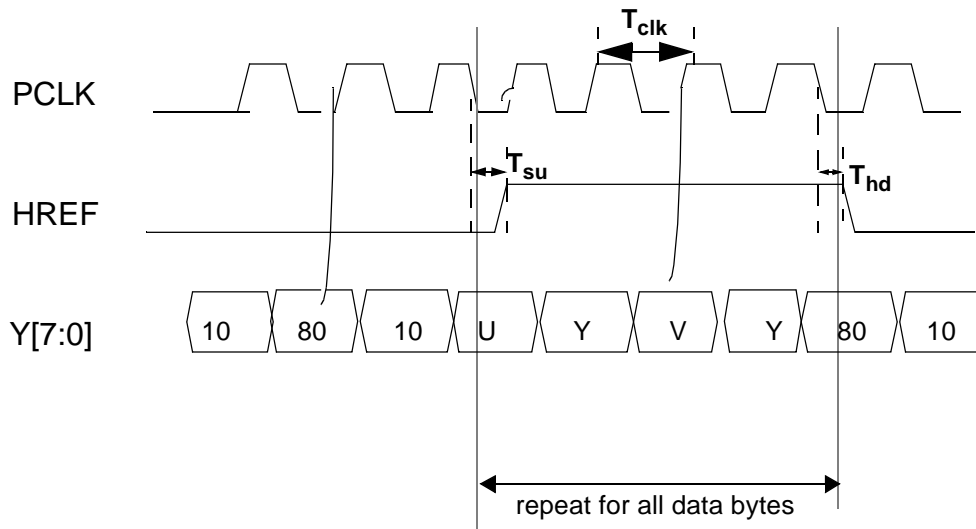 T_clk
PCLK
T_su
T_hd
HREF
Y[7:0] 10 80 10 U Y V Y 80 10
repeat for all data bytes